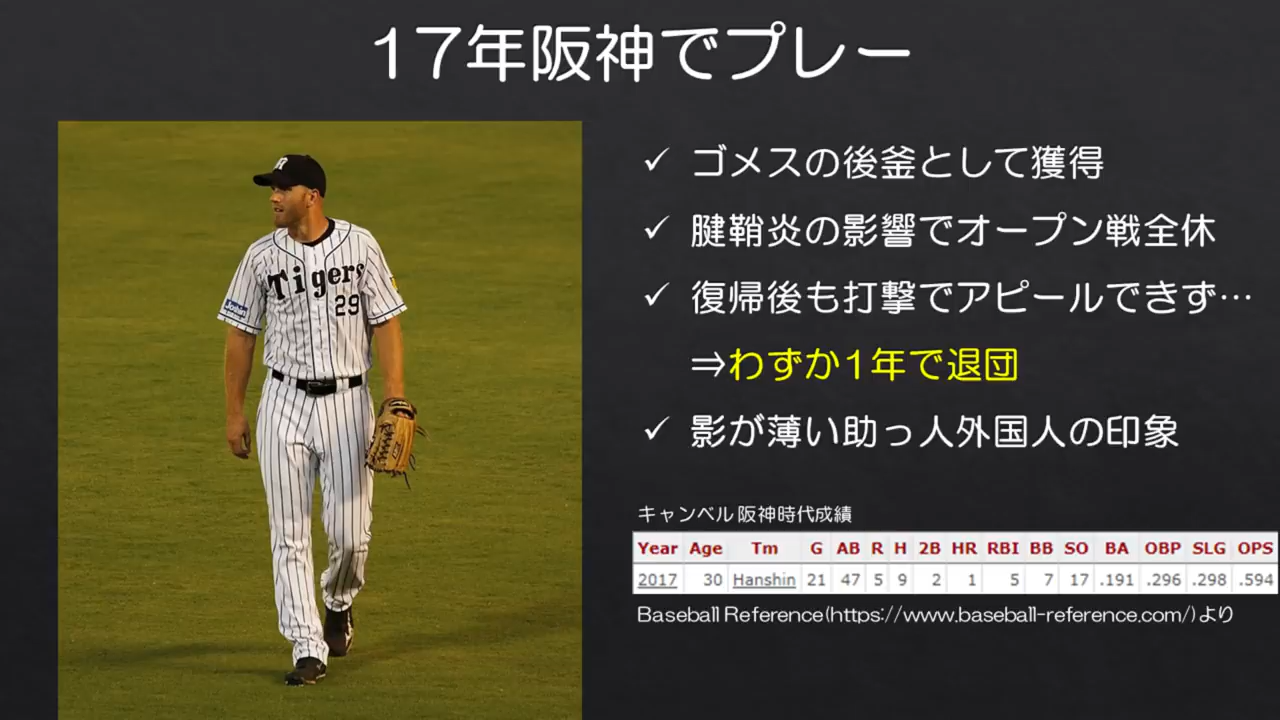 17年阪神でプレー
✓ ゴメスの後釜として獲得
✓ 腱鞘炎の影響でオープン戦全休
✓ 復帰後も打撃でアピールできず…
⇒わずか1年で退団
✓ 影が薄い助っ人外国人の印象
Tigers
29
キャンベル 阪神時代成績
Year Age Tm G AB R H 2B HR RBI BB SO BA OBP SLG OPS
2017 30 Hanshin 21 47 5 9 2 1 5 7 17 .191 .296 .298 .594
Baseball Reference(https://www.baseball-reference.com/)より